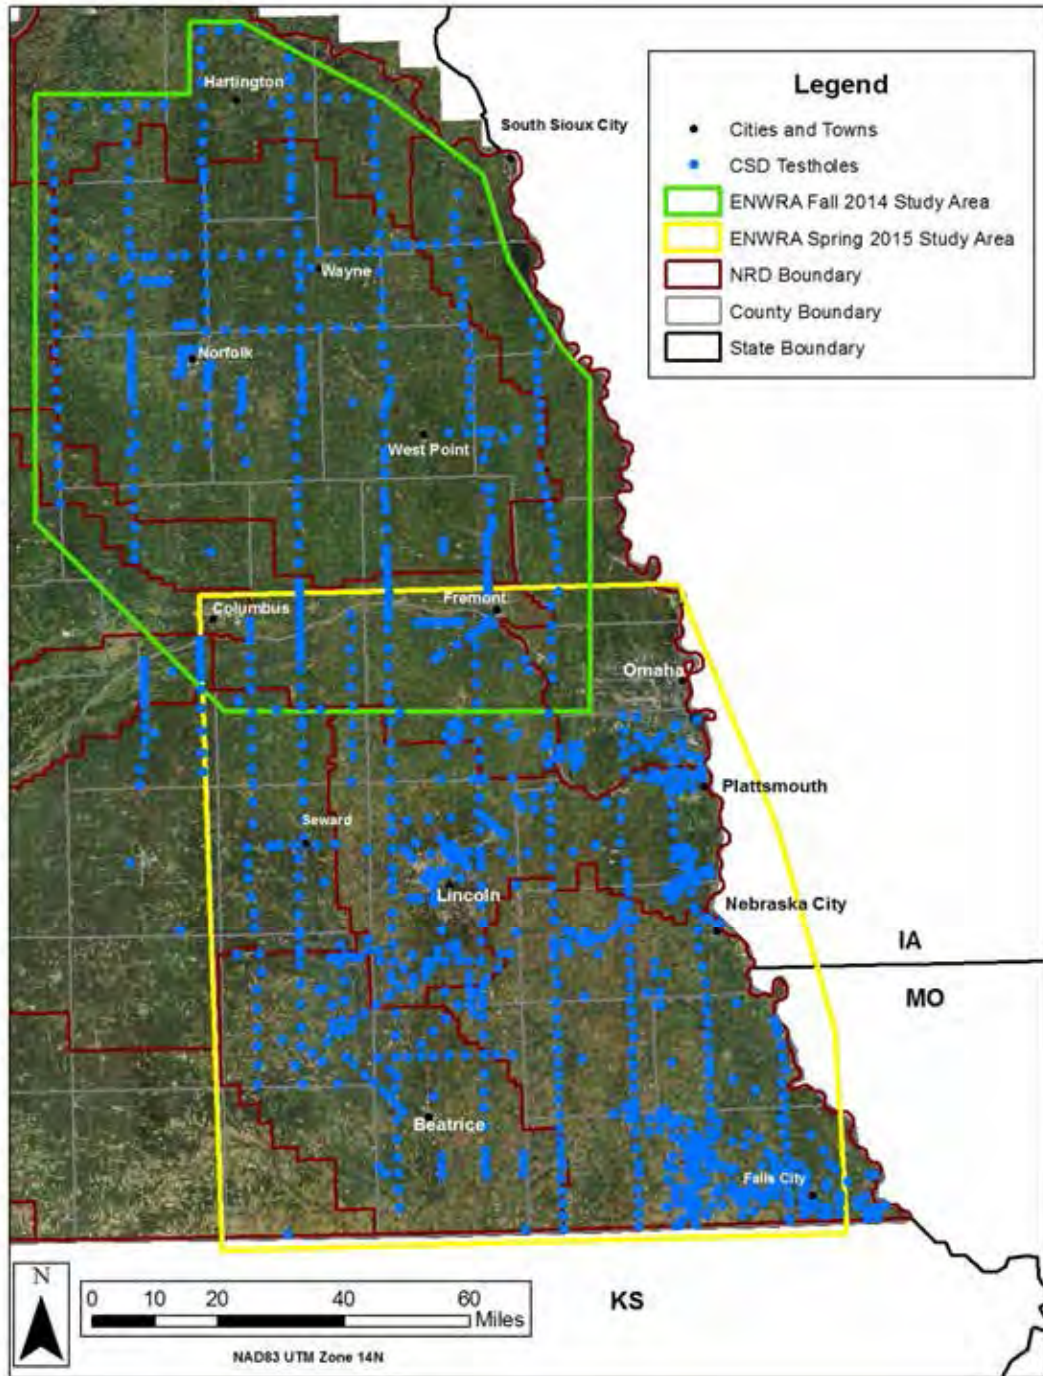 Legend
Cities and Towns
CSD Testholes
ENWRA Fall 2014 Study Area
ENWRA Spring 2015 Study Area
NRD Boundary
County Boundary
State Boundary
Hartington
South Sioux City
Wayne
Norfolk
West Point
Columbus
Fremont
Omaha
Plattsmouth
Seward
Lincoln
Nebraska City
IA
MO
Beatrice
Falls City
KS
N
0 10 20 40 60
Miles
NAD83 UTM Zone 14N